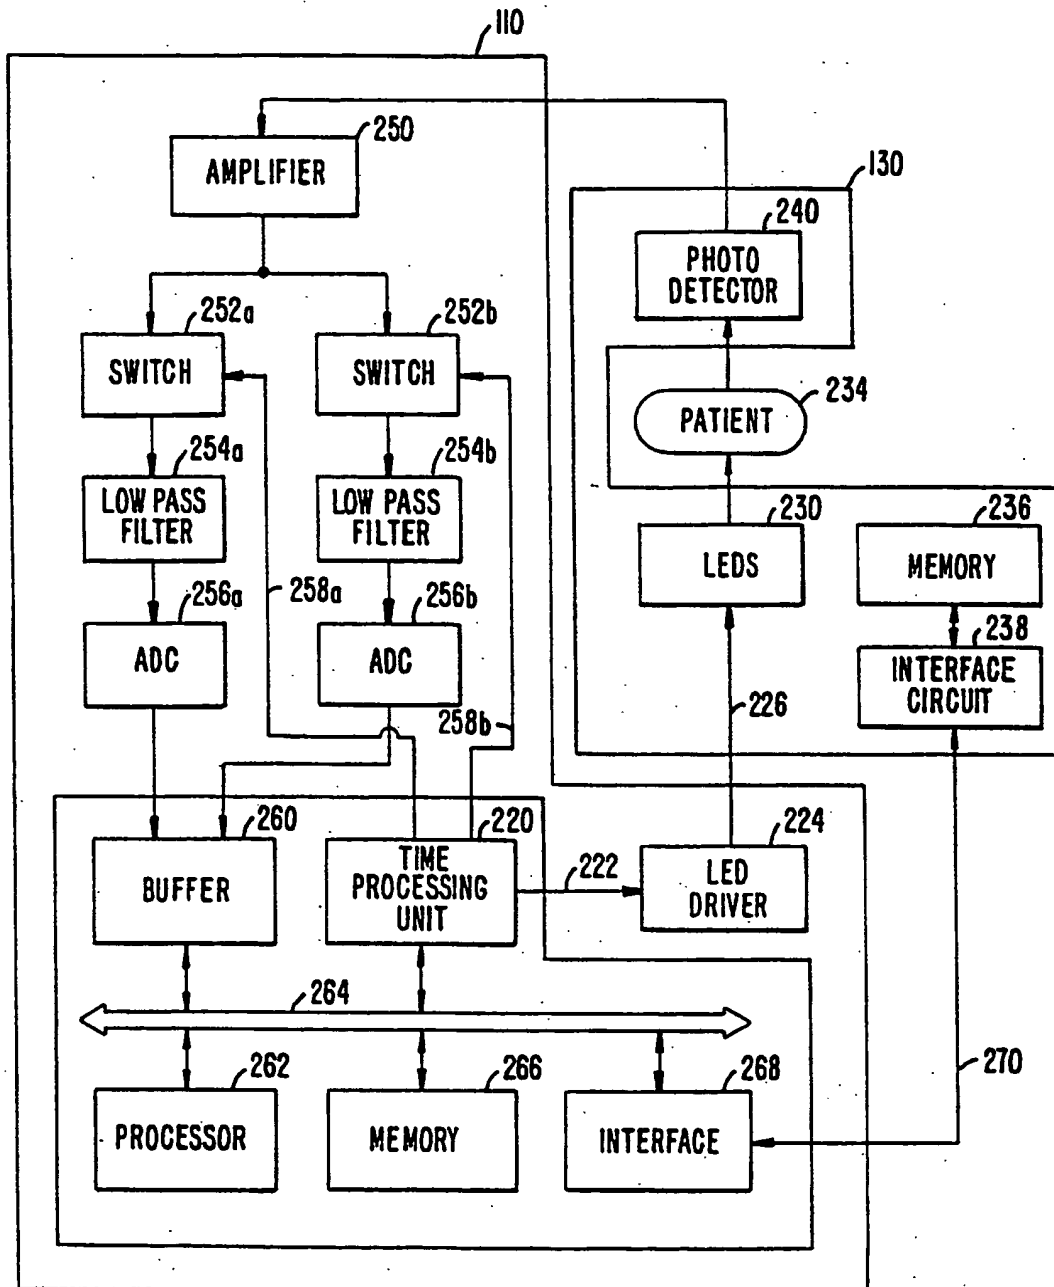 110
250
AMPLIFIER
130
240
PHOTO
DETECTOR
252a
SWITCH
252b
SWITCH
234
PATIENT
254a
LOW PASS
FILTER
254b
LOW PASS
FILTER
230
LEDS
236
MEMORY
256a
ADC
258a
256b
ADC
238
INTERFACE
CIRCUIT
258b
226
260
BUFFER
220
TIME
PROCESSING
UNIT
222
224
LED
DRIVER
264
262
PROCESSOR
266
MEMORY
268
INTERFACE
270